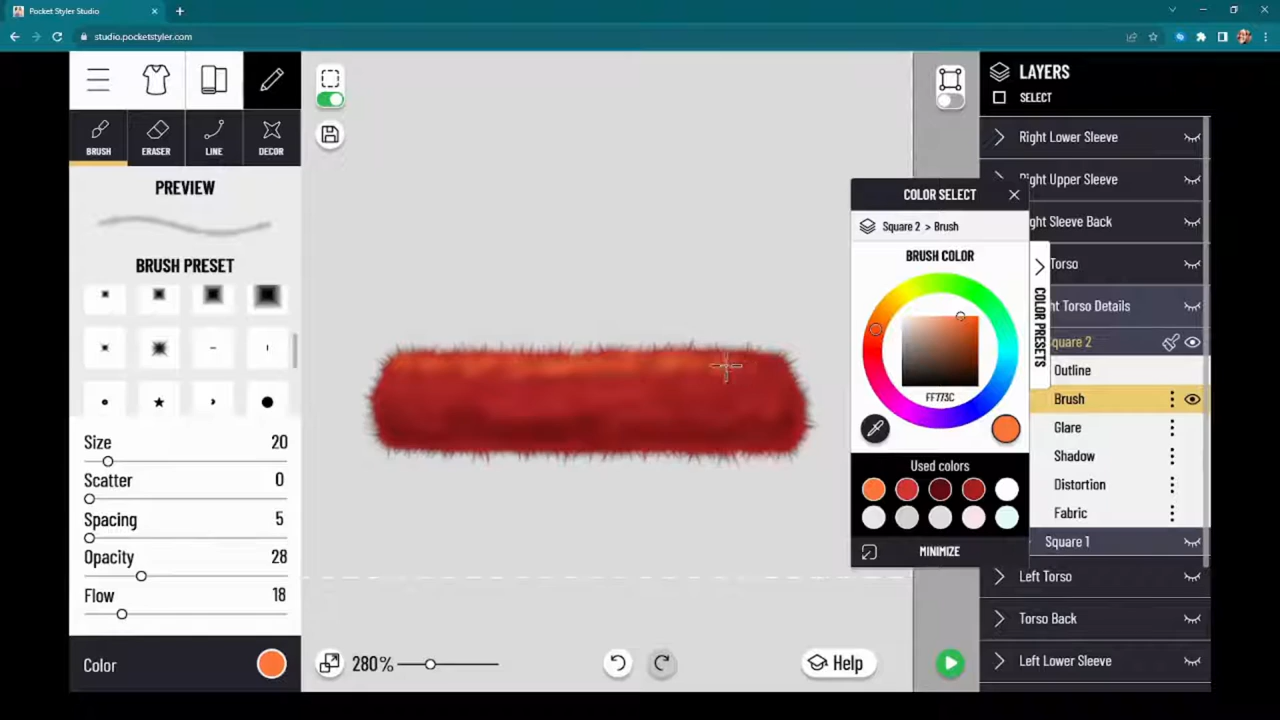 Pocket Styler Studio
studio.pocketstyler.com
BRUSH
ERASER
LINE
DECOR
PREVIEW
BRUSH PRESET
Size 20
Scatter 0
Spacing 5
Opacity 28
Flow 18
Color
280%
Help
COLOR SELECT
Square 2 > Brush
BRUSH COLOR
FF773C
Used colors
MINIMIZE
COLOR PRESETS
LAYERS
SELECT
Right Lower Sleeve
Right Upper Sleeve
ght Sleeve Back
Torso
ght Torso Details
quare 2
Outline
Brush
Glare
Shadow
Distortion
Fabric
Square 1
Left Torso
Torso Back
Left Lower Sleeve